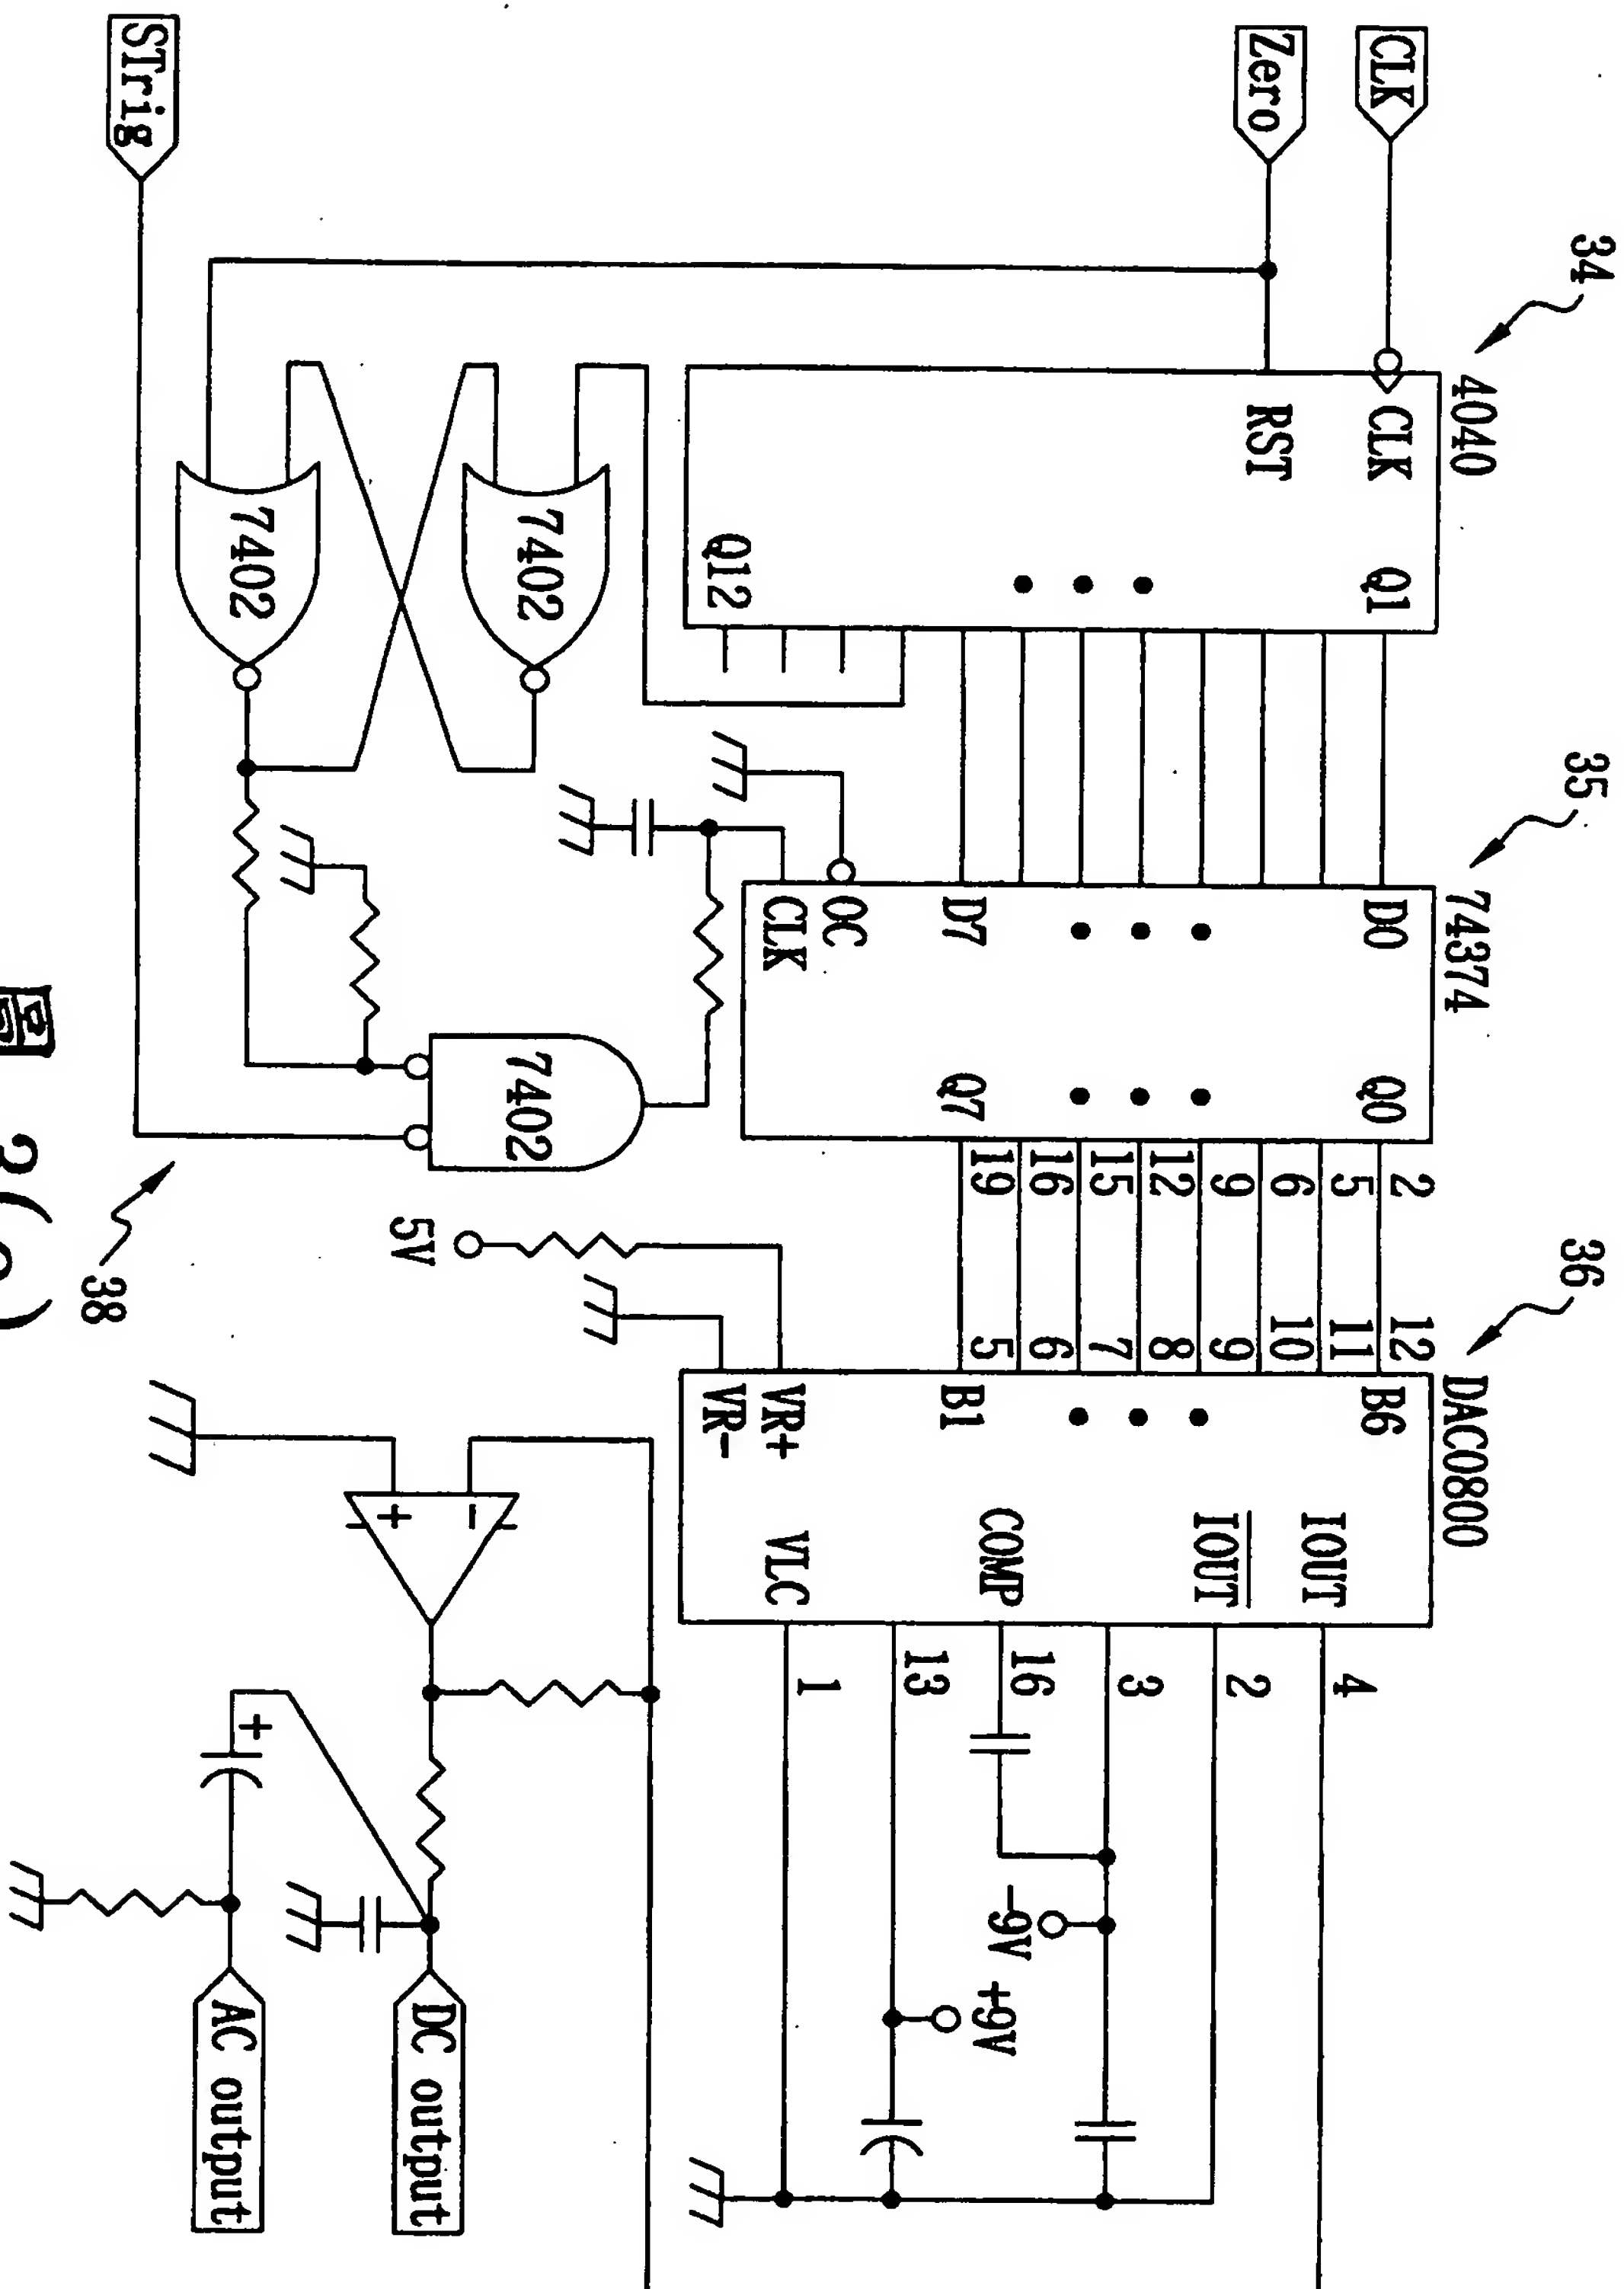 34
35
36
4040
74374
DAC0800
CLK
CLK
Q1
D0
Q0
2
12
B6
IOUT
4
5
11
Zero
RST
6
10
IOUT
2
9
9
12
8
3
15
7
-9V
16
6
COMP
16
Q12
D7
Q7
19
5
B1
13
+9V
OC
CLK
VR+
VLC
1
VR-
7402
7402
7402
5V
-
+
DC output
+
AC output
STrig
38
圖 2(c)